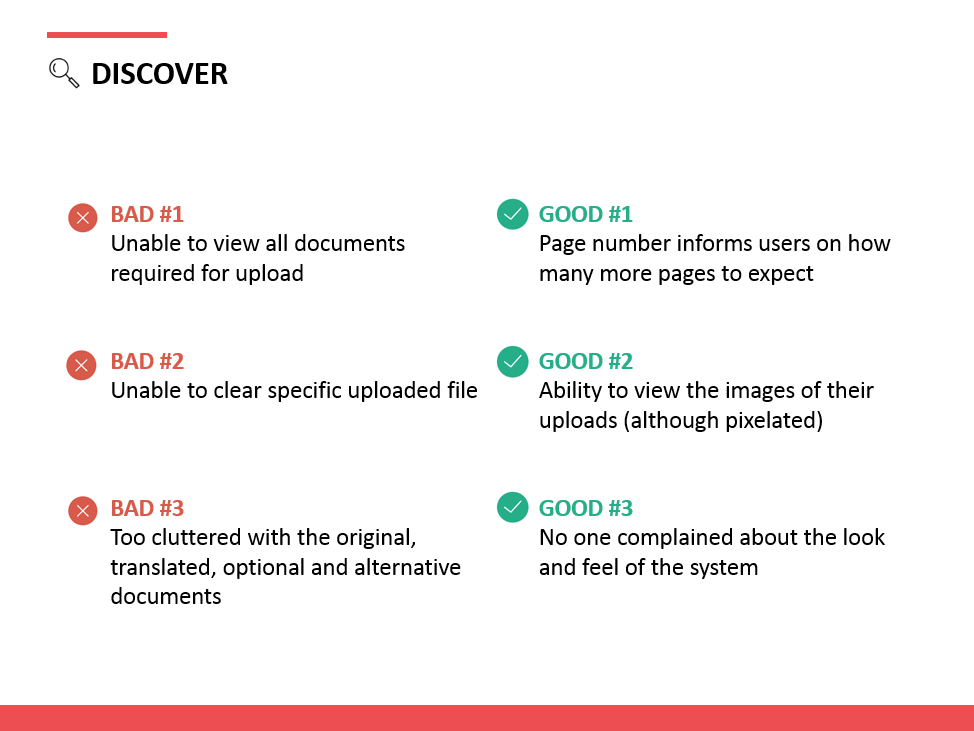 DISCOVER
BAD #1
Unable to view all documents
required for upload
BAD #2
Unable to clear specific uploaded file
BAD #3
Too cluttered with the original,
translated, optional and alternative
documents
GOOD #1
Page number informs users on how
many more pages to expect
GOOD #2
Ability to view the images of their
uploads (although pixelated)
GOOD #3
No one complained about the look
and feel of the system